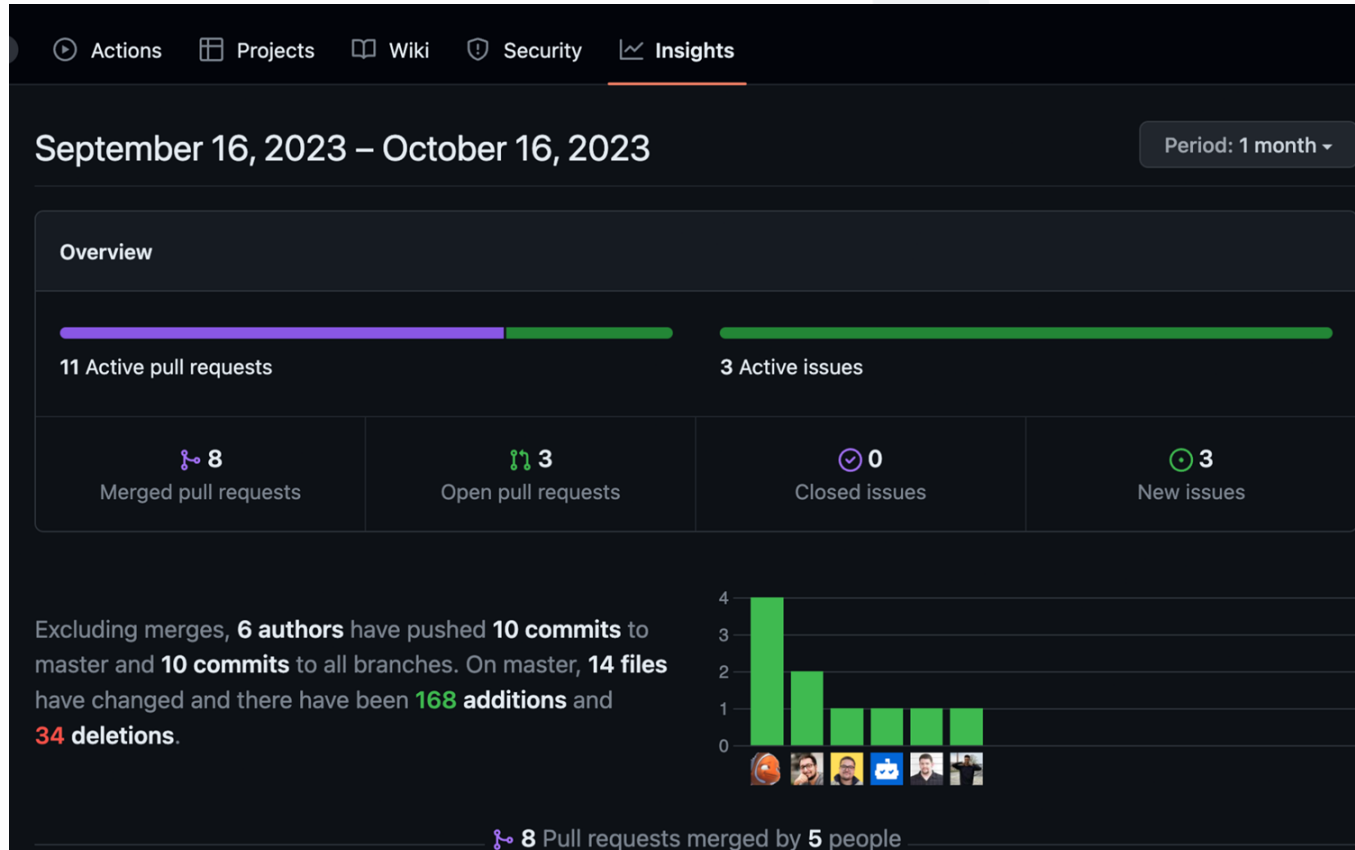 Actions Projects Wiki Security Insights
September 16, 2023 – October 16, 2023
Period: 1 month
Overview
11 Active pull requests
3 Active issues
8
Merged pull requests
3
Open pull requests
0
Closed issues
3
New issues
Excluding merges, 6 authors have pushed 10 commits to
master and 10 commits to all branches. On master, 14 files
have changed and there have been 168 additions and
34 deletions.
4
3
2
1
0
8 Pull requests merged by 5 people